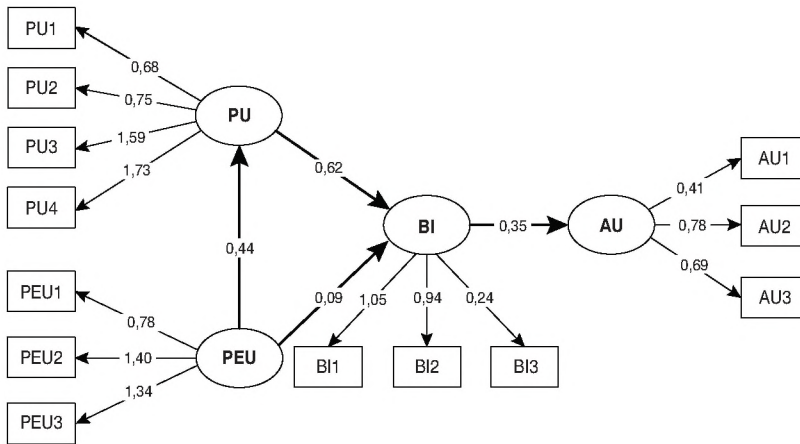 PU1
0,68
PU2
0,75
PU
PU3
1,59
0,62
PU4
1,73
AU1
0,41
BI
0,35
AU
0,78
AU2
0,44
0,69
AU3
PEU1
0,78
0,09
1,05
0,94
0,24
PEU2
1,40
PEU
BI1
BI2
BI3
1,34
PEU3